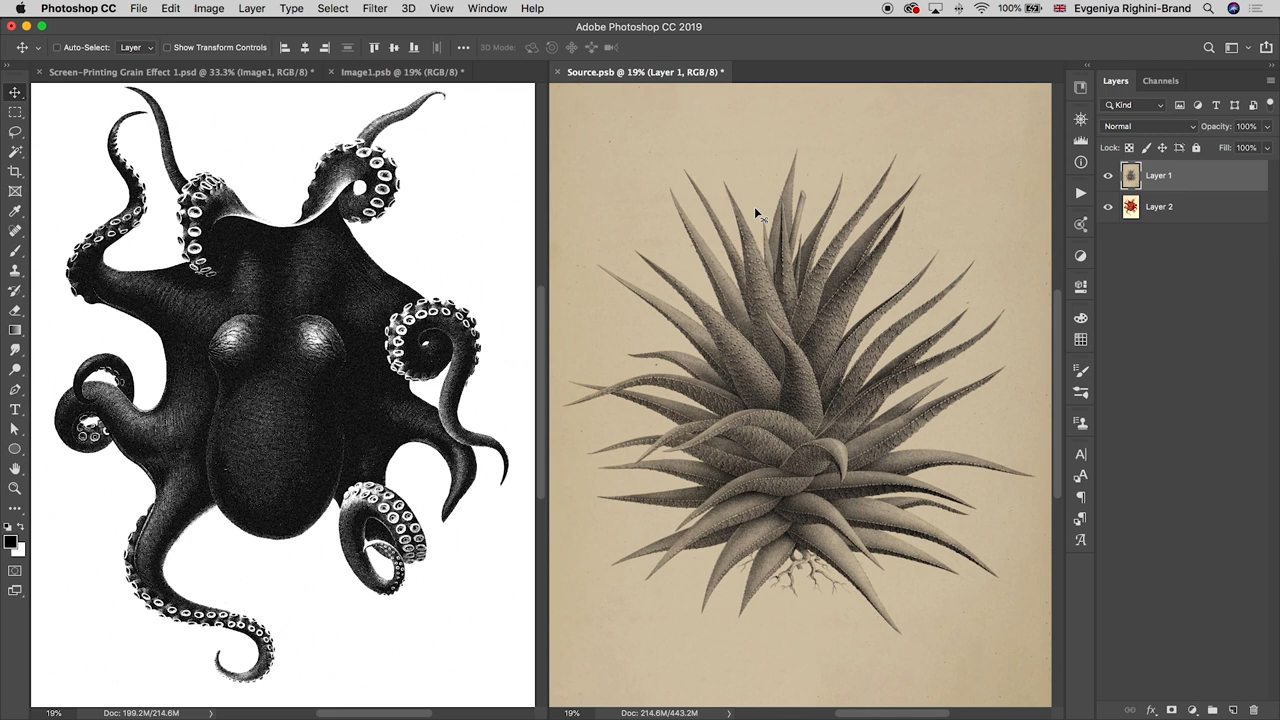 Photoshop CC File Edit Image Layer Type Select Filter 3D View Window Help 100% Evgeniya Righini-Brand
Adobe Photoshop CC 2019
Auto-Select: Layer Show Transform Controls 3D Mode:
Screen-Printing Grain Effect 1.psd @ 33.3% (Image1, RGB/8) * Image1.psb @ 19% (RGB/8) * Source.psb @ 19% (Layer 1, RGB/8) *
Layers Channels
Kind
Normal Opacity: 100%
Lock: Fill: 100%
Layer 1
Layer 2
19% Doc: 199.2M/214.6M 19% Doc: 214.6M/443.2M